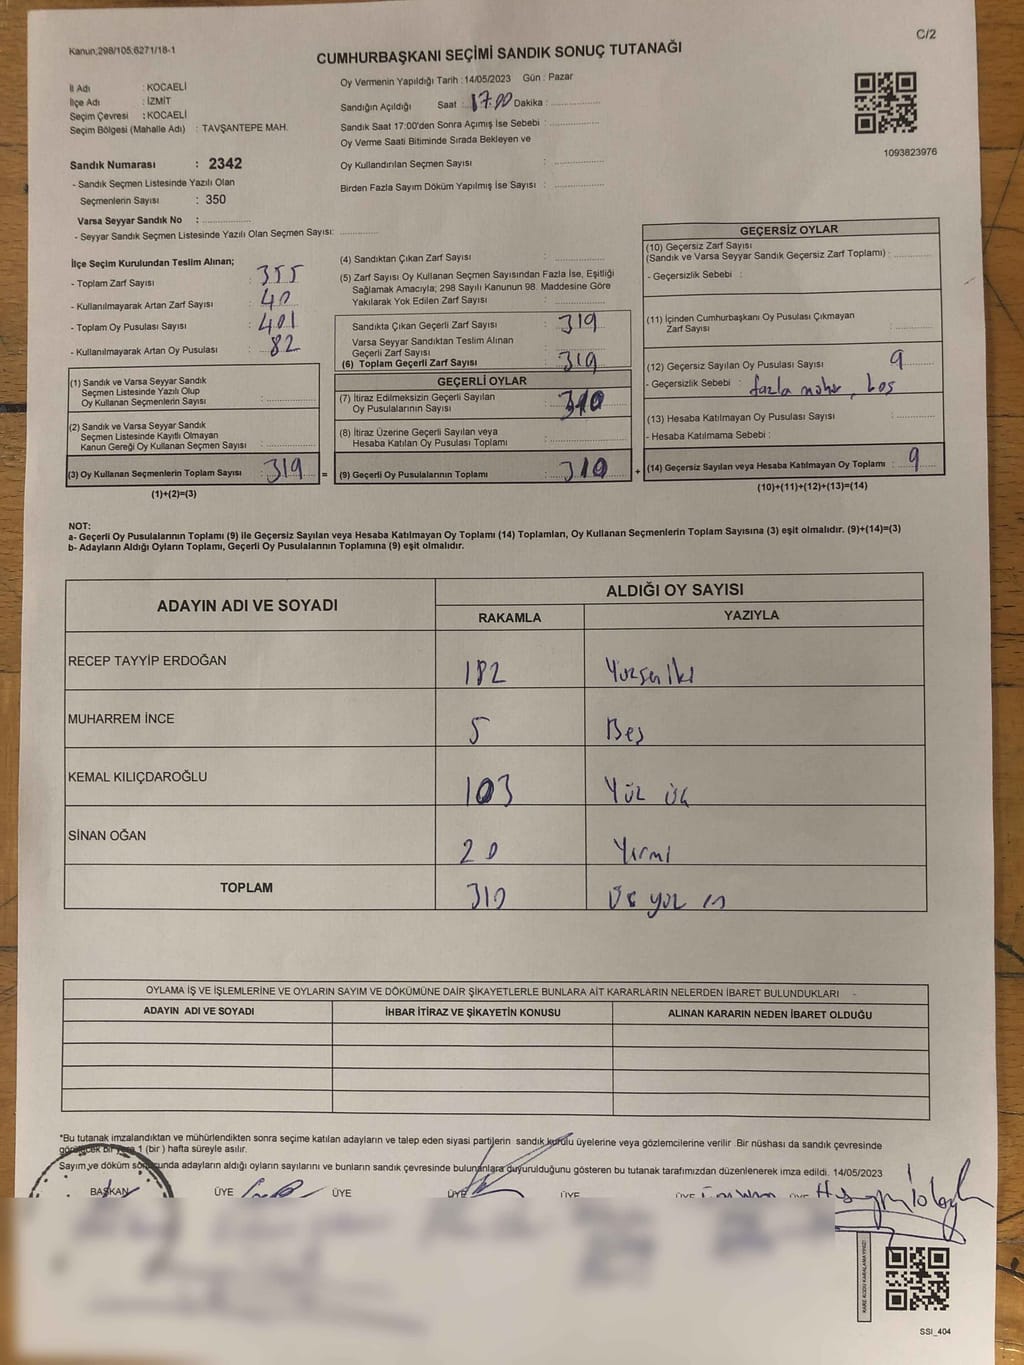 Kanun;298/105,6271/18-1
C/2
CUMHURBAŞKANI SEÇİMİ SANDIK SONUÇ TUTANAĞI
İl Adı : KOCAELİ
İlçe Adı : İZMİT
Seçim Çevresi : KOCAELİ
Seçim Bölgesi (Mahalle Adı) : TAVŞANTEPE MAH.
Sandık Numarası : 2342
- Sandık Seçmen Listesinde Yazılı Olan
Seçmenlerin Sayısı : 350
Varsa Seyyar Sandık No :
- Seyyar Sandık Seçmen Listesinde Yazılı Olan Seçmen Sayısı:
Oy Vermenin Yapıldığı Tarih : 14/05/2023 Gün : Pazar
Sandığın Açıldığı Saat : 17.00 Dakika :
Sandık Saat 17:00'den Sonra Açımış İse Sebebi :
Oy Verme Saati Bitiminde Sırada Bekleyen ve
Oy Kullandırılan Seçmen Sayısı :
Birden Fazla Sayım Döküm Yapılmış İse Sayısı :
1093823976
İlçe Seçim Kurulundan Teslim Alınan;
- Toplam Zarf Sayısı : 355
- Kullanılmayarak Artan Zarf Sayısı : 40
- Toplam Oy Pusulası Sayısı : 401
- Kullanılmayarak Artan Oy Pusulası : 82
(1) Sandık ve Varsa Seyyar Sandık
Seçmen Listesinde Yazılı Olup
Oy Kullanan Seçmenlerin Sayısı :
(2) Sandık ve Varsa Seyyar Sandık
Seçmen Listesinde Kayıtlı Olmayan
Kanun Gereği Oy Kullanan Seçmen Sayısı :
(3) Oy Kullanan Seçmenlerin Toplam Sayısı : 319
(1)+(2)=(3)
(4) Sandıktan Çıkan Zarf Sayısı :
(5) Zarf Sayısı Oy Kullanan Seçmen Sayısından Fazla İse, Eşitliği
Sağlamak Amacıyla; 298 Sayılı Kanunun 98. Maddesine Göre
Yakılarak Yok Edilen Zarf Sayısı :
Sandıkta Çıkan Geçerli Zarf Sayısı : 319
Varsa Seyyar Sandıktan Teslim Alınan
Geçerli Zarf Sayısı :
(6) Toplam Geçerli Zarf Sayısı : 319
GEÇERLİ OYLAR
(7) İtiraz Edilmeksizin Geçerli Sayılan
Oy Pusulalarının Sayısı : 310
(8) İtiraz Üzerine Geçerli Sayılan veya
Hesaba Katılan Oy Pusulası Toplamı :
= (9) Geçerli Oy Pusulalarının Toplamı : 310
GEÇERSİZ OYLAR
(10) Geçersiz Zarf Sayısı
(Sandık ve Varsa Seyyar Sandık Geçersiz Zarf Toplamı) :
- Geçersizlik Sebebi :
(11) İçinden Cumhurbaşkanı Oy Pusulası Çıkmayan
Zarf Sayısı :
(12) Geçersiz Sayılan Oy Pusulası Sayısı : 9
- Geçersizlik Sebebi : fazla mühür, boş
(13) Hesaba Katılmayan Oy Pusulası Sayısı :
- Hesaba Katılmama Sebebi :
+ (14) Geçersiz Sayılan veya Hesaba Katılmayan Oy Toplamı : 9
(10)+(11)+(12)+(13)=(14)
NOT:
a- Geçerli Oy Pusulalarının Toplamı (9) ile Geçersiz Sayılan veya Hesaba Katılmayan Oy Toplamı (14) Toplamları, Oy Kullanan Seçmenlerin Toplam Sayısına (3) eşit olmalıdır. (9)+(14)=(3)
b- Adayların Aldığı Oyların Toplamı, Geçerli Oy Pusulalarının Toplamına (9) eşit olmalıdır.
ADAYIN ADI VE SOYADI ALDIĞI OY SAYISI
RAKAMLA YAZIYLA
RECEP TAYYİP ERDOĞAN 182 Yüzseniki
MUHARREM İNCE 5 Beş
KEMAL KILIÇDAROĞLU 103 Yüz üç
SİNAN OĞAN 20 Yirmi
TOPLAM 310 Üç yüz on
OYLAMA İŞ VE İŞLEMLERİNE VE OYLARIN SAYIM VE DÖKÜMÜNE DAİR ŞİKAYETLERLE BUNLARA AİT KARARLARIN NELERDEN İBARET BULUNDUKLARI -
ADAYIN ADI VE SOYADI İHBAR İTİRAZ VE ŞİKAYETİN KONUSU ALINAN KARARIN NEDEN İBARET OLDUĞU
*Bu tutanak imzalandıktan ve mühürlendikten sonra seçime katılan adayların ve talep eden siyasi partilerin sandık kurulu üyelerine veya gözlemcilerine verilir Bir nüshası da sandık çevresinde
görülecek bir yere 1 (bir) hafta süreyle asılır.
Sayım ve döküm sonucunda adayların aldığı oyların sayılarını ve bunların sandık çevresinde bulunanlara duyurulduğunu gösteren bu tutanak tarafımızdan düzenlenerek imza edildi. 14/05/2023
BAŞKAN ÜYE ÜYE ÜYE ÜYE ÜYE ÜYE
KARE KODU KARALAMAYINIZ!
SSI_404